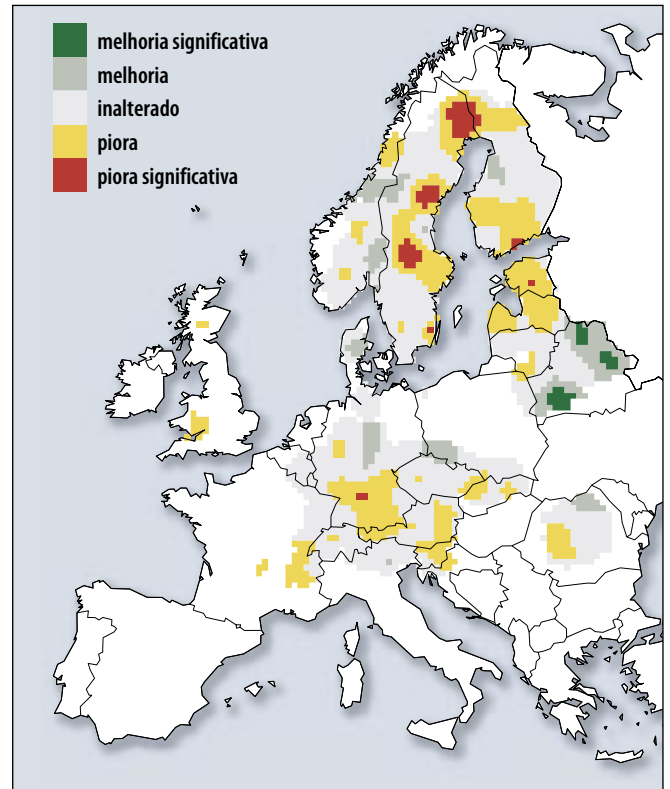 melhoria significativa
melhoria
inalterado
piora
piora significativa